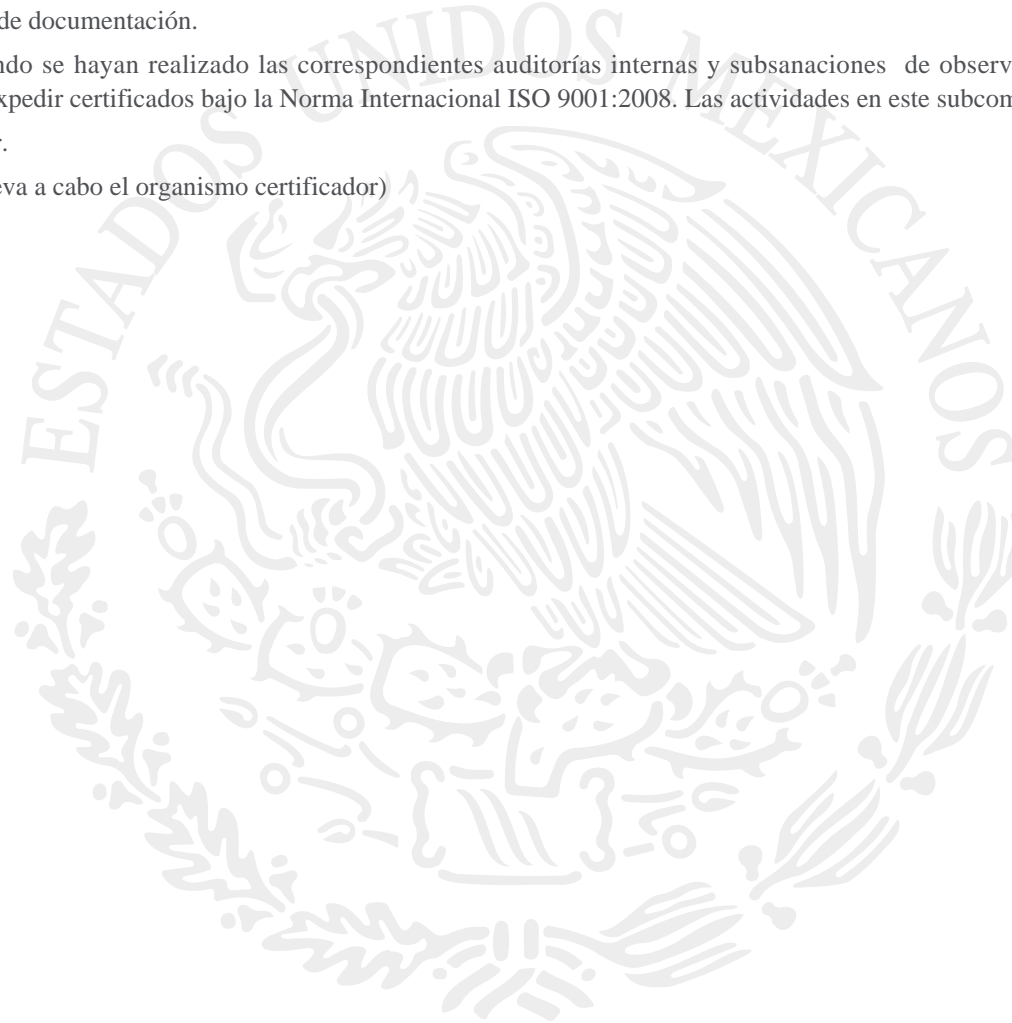 de documentación.
ndo se hayan realizado las correspondientes auditorías internas y subsanaciones de observ
xpedir certificados bajo la Norma Internacional ISO 9001:2008. Las actividades en este subcom
r.
eva a cabo el organismo certificador)
ESTADOS UNIDOS MEXICANOS